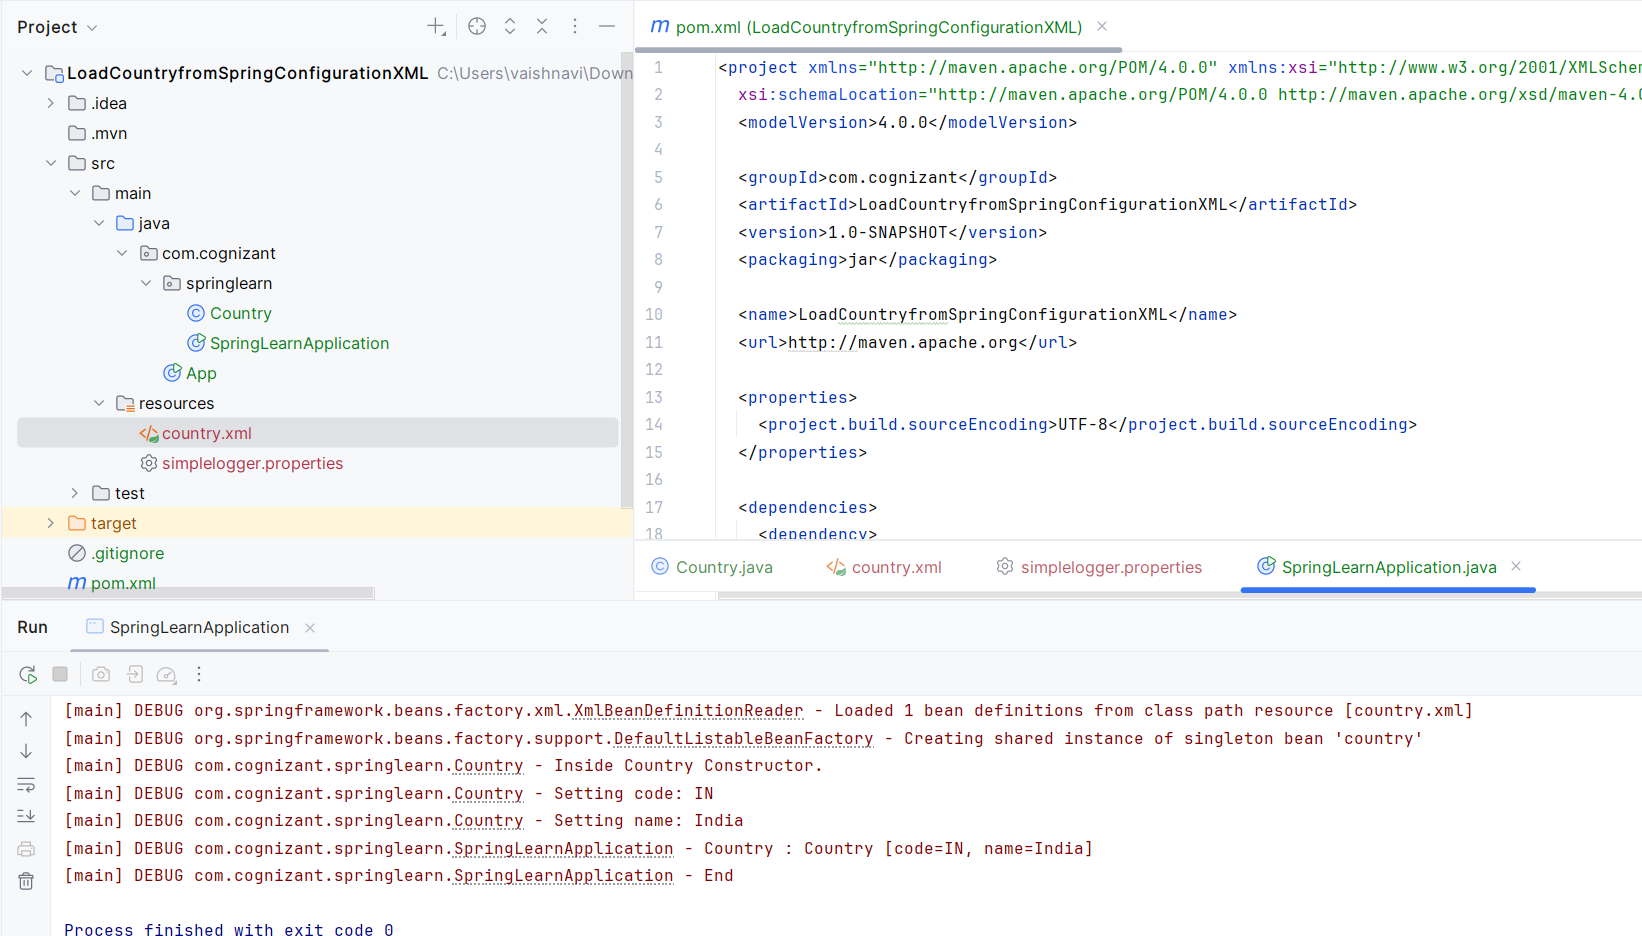 Project
LoadCountryfromSpringConfigurationXML C:\Users\vaishnavi\Down
.idea
.mvn
src
main
java
com.cognizant
springlearn
Country
SpringLearnApplication
App
resources
country.xml
simplelogger.properties
test
target
.gitignore
pom.xml
pom.xml (LoadCountryfromSpringConfigurationXML)
1 <project xmlns="http://maven.apache.org/POM/4.0.0" xmlns:xsi="http://www.w3.org/2001/XMLSchem
2 xsi:schemaLocation="http://maven.apache.org/POM/4.0.0 http://maven.apache.org/xsd/maven-4.0
3 <modelVersion>4.0.0</modelVersion>
4
5 <groupId>com.cognizant</groupId>
6 <artifactId>LoadCountryfromSpringConfigurationXML</artifactId>
7 <version>1.0-SNAPSHOT</version>
8 <packaging>jar</packaging>
9
10 <name>LoadCountryfromSpringConfigurationXML</name>
11 <url>http://maven.apache.org</url>
12
13 <properties>
14 <project.build.sourceEncoding>UTF-8</project.build.sourceEncoding>
15 </properties>
16
17 <dependencies>
18 <dependency>
Country.java country.xml simplelogger.properties SpringLearnApplication.java
Run SpringLearnApplication
[main] DEBUG org.springframework.beans.factory.xml.XmlBeanDefinitionReader - Loaded 1 bean definitions from class path resource [country.xml]
[main] DEBUG org.springframework.beans.factory.support.DefaultListableBeanFactory - Creating shared instance of singleton bean 'country'
[main] DEBUG com.cognizant.springlearn.Country - Inside Country Constructor.
[main] DEBUG com.cognizant.springlearn.Country - Setting code: IN
[main] DEBUG com.cognizant.springlearn.Country - Setting name: India
[main] DEBUG com.cognizant.springlearn.SpringLearnApplication - Country : Country [code=IN, name=India]
[main] DEBUG com.cognizant.springlearn.SpringLearnApplication - End
Process finished with exit code 0